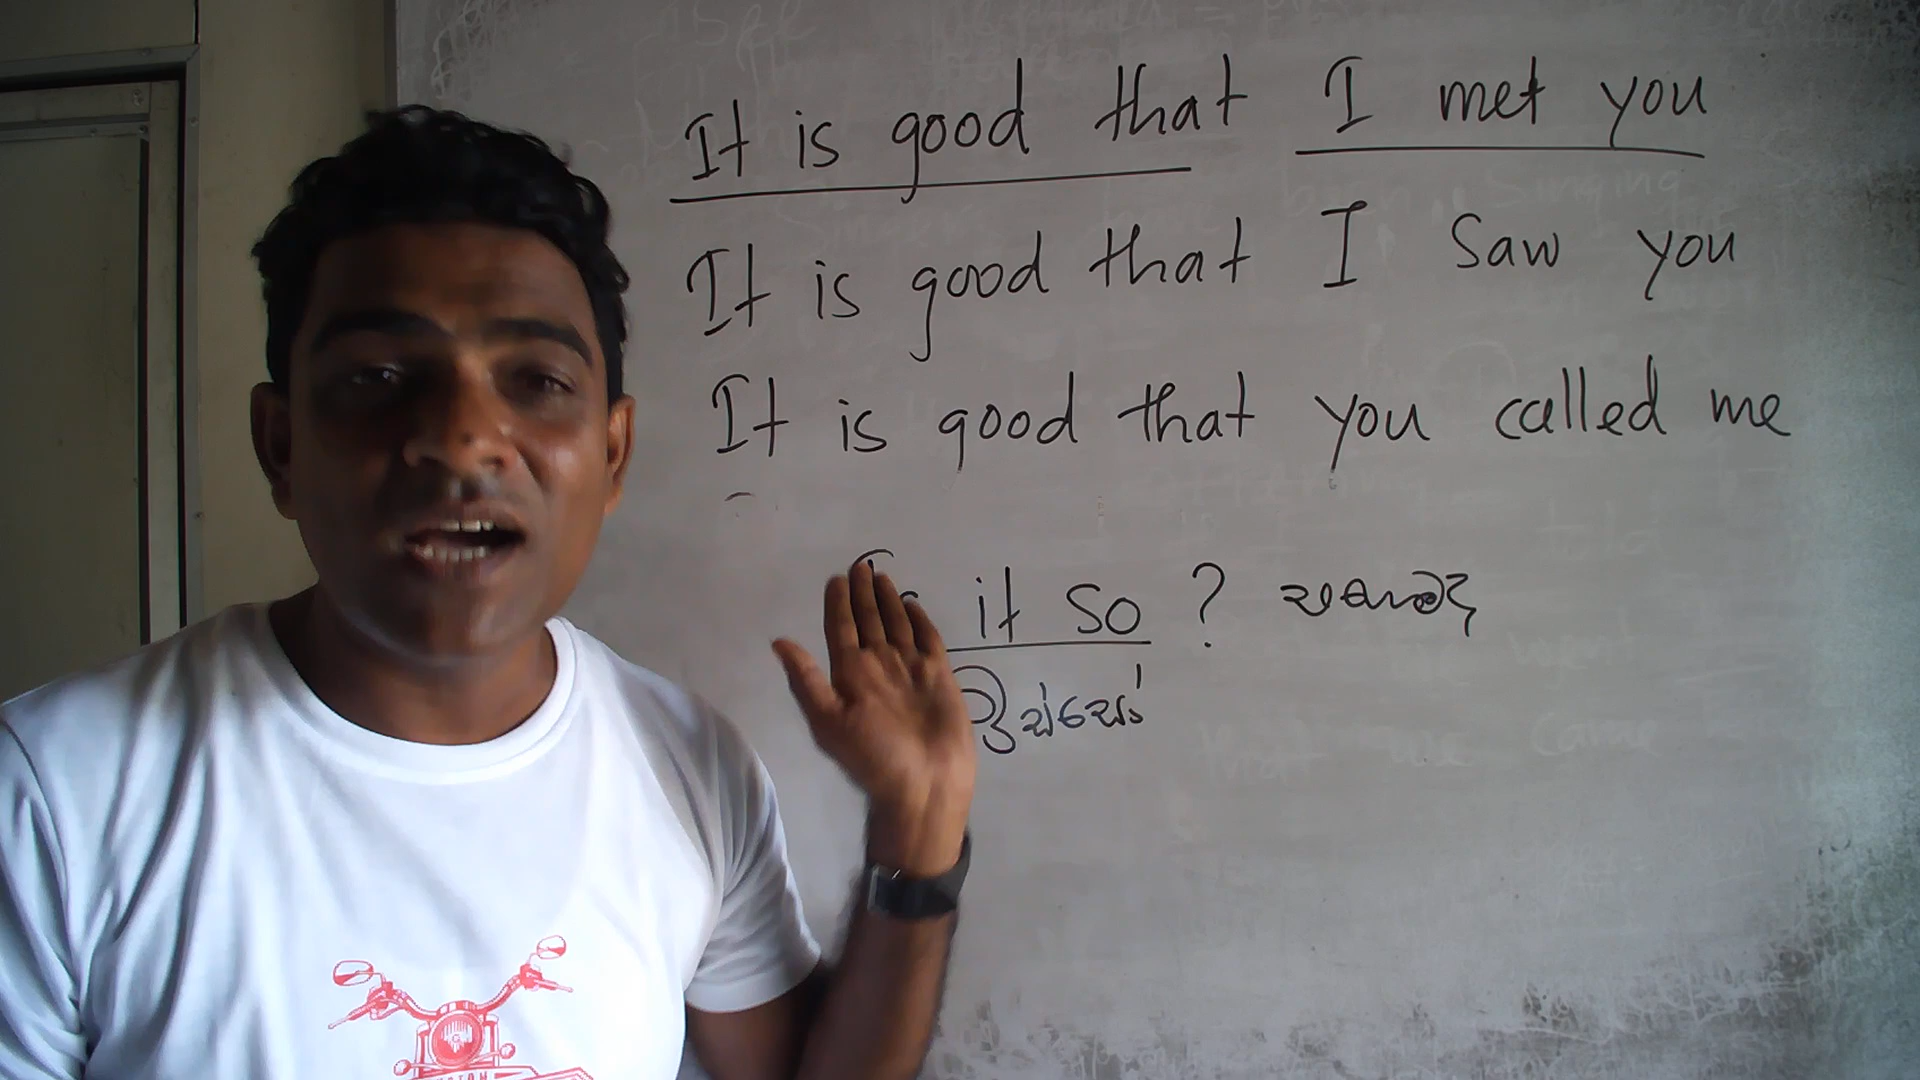 It is good that I met you
It is good that I saw you
It is good that you called me
Is it so ?